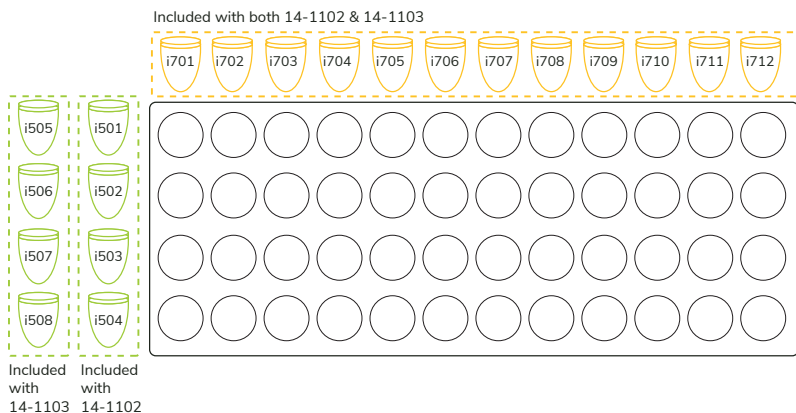 Included with both 14-1102 & 14-1103
i701 i702 i703 i704 i705 i706 i707 i708 i709 i710 i711 i712
i505 i501
i506 i502
i507 i503
i508 i504
Included
with
14-1103
Included
with
14-1102